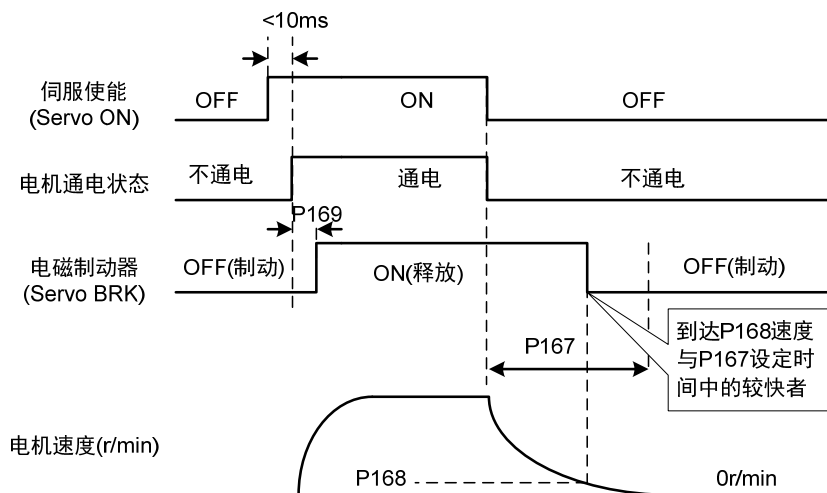 <10ms
伺服使能
(Servo ON)
OFF
ON
OFF
电机通电状态
不通电
通电
不通电
P169
电磁制动器
(Servo BRK)
OFF(制动)
ON(释放)
OFF(制动)
P167
到达P168速度
与P167设定时
间中的较快者
电机速度(r/min)
P168
0r/min